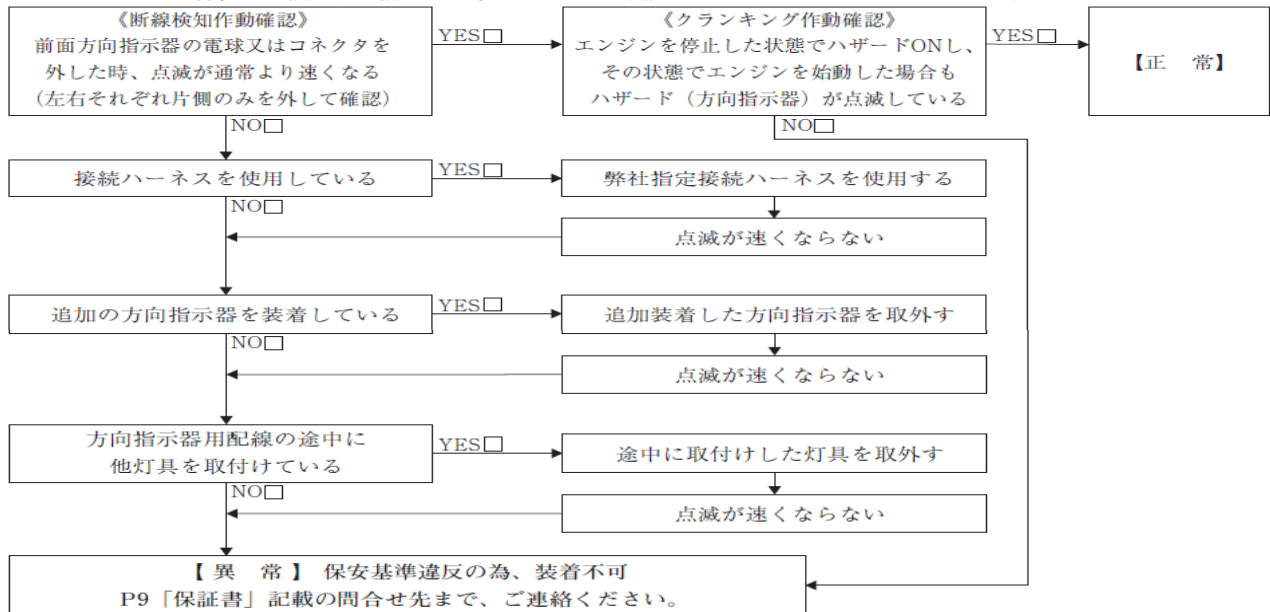 《断線検知作動確認》
前面方向指示器の電球又はコネクタを
外した時、点滅が通常より速くなる
(左右それぞれ片側のみを外して確認)
YES□
《クランキング作動確認》
エンジンを停止した状態でハザードONし、
その状態でエンジンを始動した場合も
ハザード（方向指示器）が点滅している
YES□
【正　常】
NO□
NO□
接続ハーネスを使用している
YES□
弊社指定接続ハーネスを使用する
NO□
点滅が速くならない
追加の方向指示器を装着している
YES□
追加装着した方向指示器を取外す
NO□
点滅が速くならない
方向指示器用配線の途中に
他灯具を取付けている
YES□
途中に取付けした灯具を取外す
NO□
点滅が速くならない
【 異　常 】 保安基準違反の為、装着不可
P9「保証書」記載の問合せ先まで、ご連絡ください。